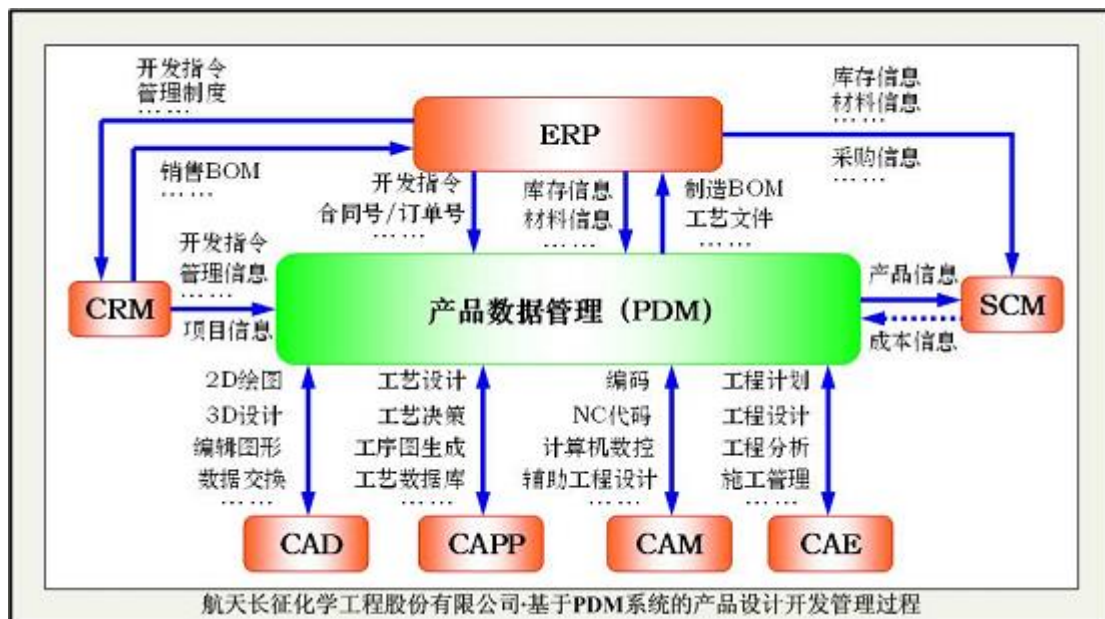 开发指令
管理制度
……
库存信息
材料信息
……
ERP
采购信息
……
销售BOM
……
开发指令
合同号/订单号
……
库存信息
材料信息
……
制造BOM
工艺文件
……
开发指令
管理信息
……
CRM
项目信息
产品数据管理（PDM）
产品信息
SCM
成本信息
2D绘图
3D设计
编辑图形
数据交换
……
工艺设计
工艺决策
工序图生成
工艺数据库
……
编码
NC代码
计算机数控
辅助工程设计
……
工程计划
工程设计
工程分析
施工管理
……
CAD
CAPP
CAM
CAE
航天长征化学工程股份有限公司·基于PDM系统的产品设计开发管理过程